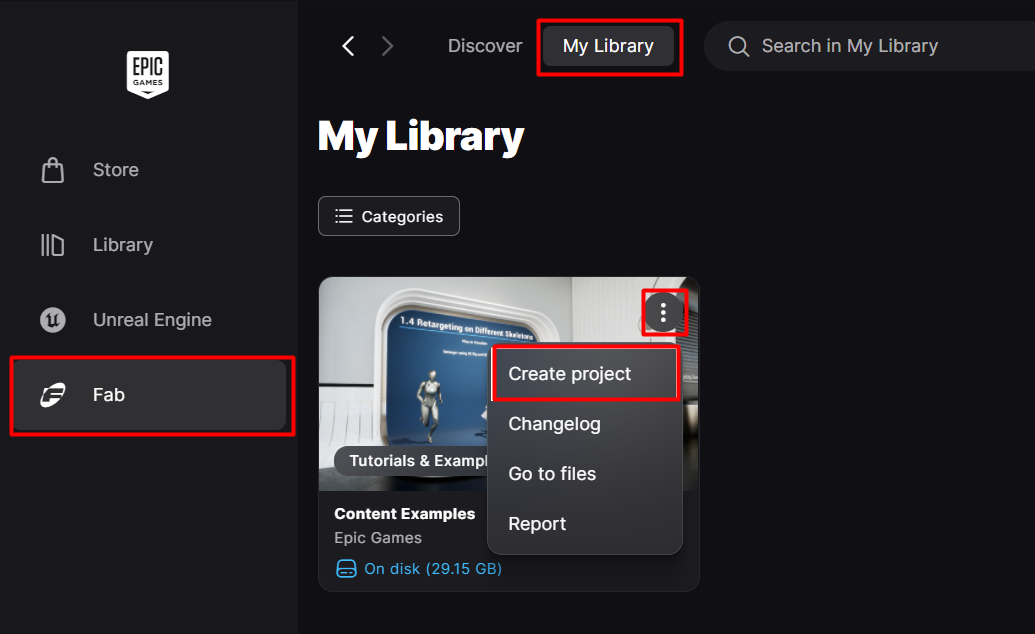 EPIC
GAMES
Store
Library
Unreal Engine
Fab
Discover
My Library
Search in My Library
My Library
Categories
1.4 Retargeting on Different Skeletons
Tutorials & Exampl
Create project
Changelog
Go to files
Report
Content Examples
Epic Games
On disk (29.15 GB)